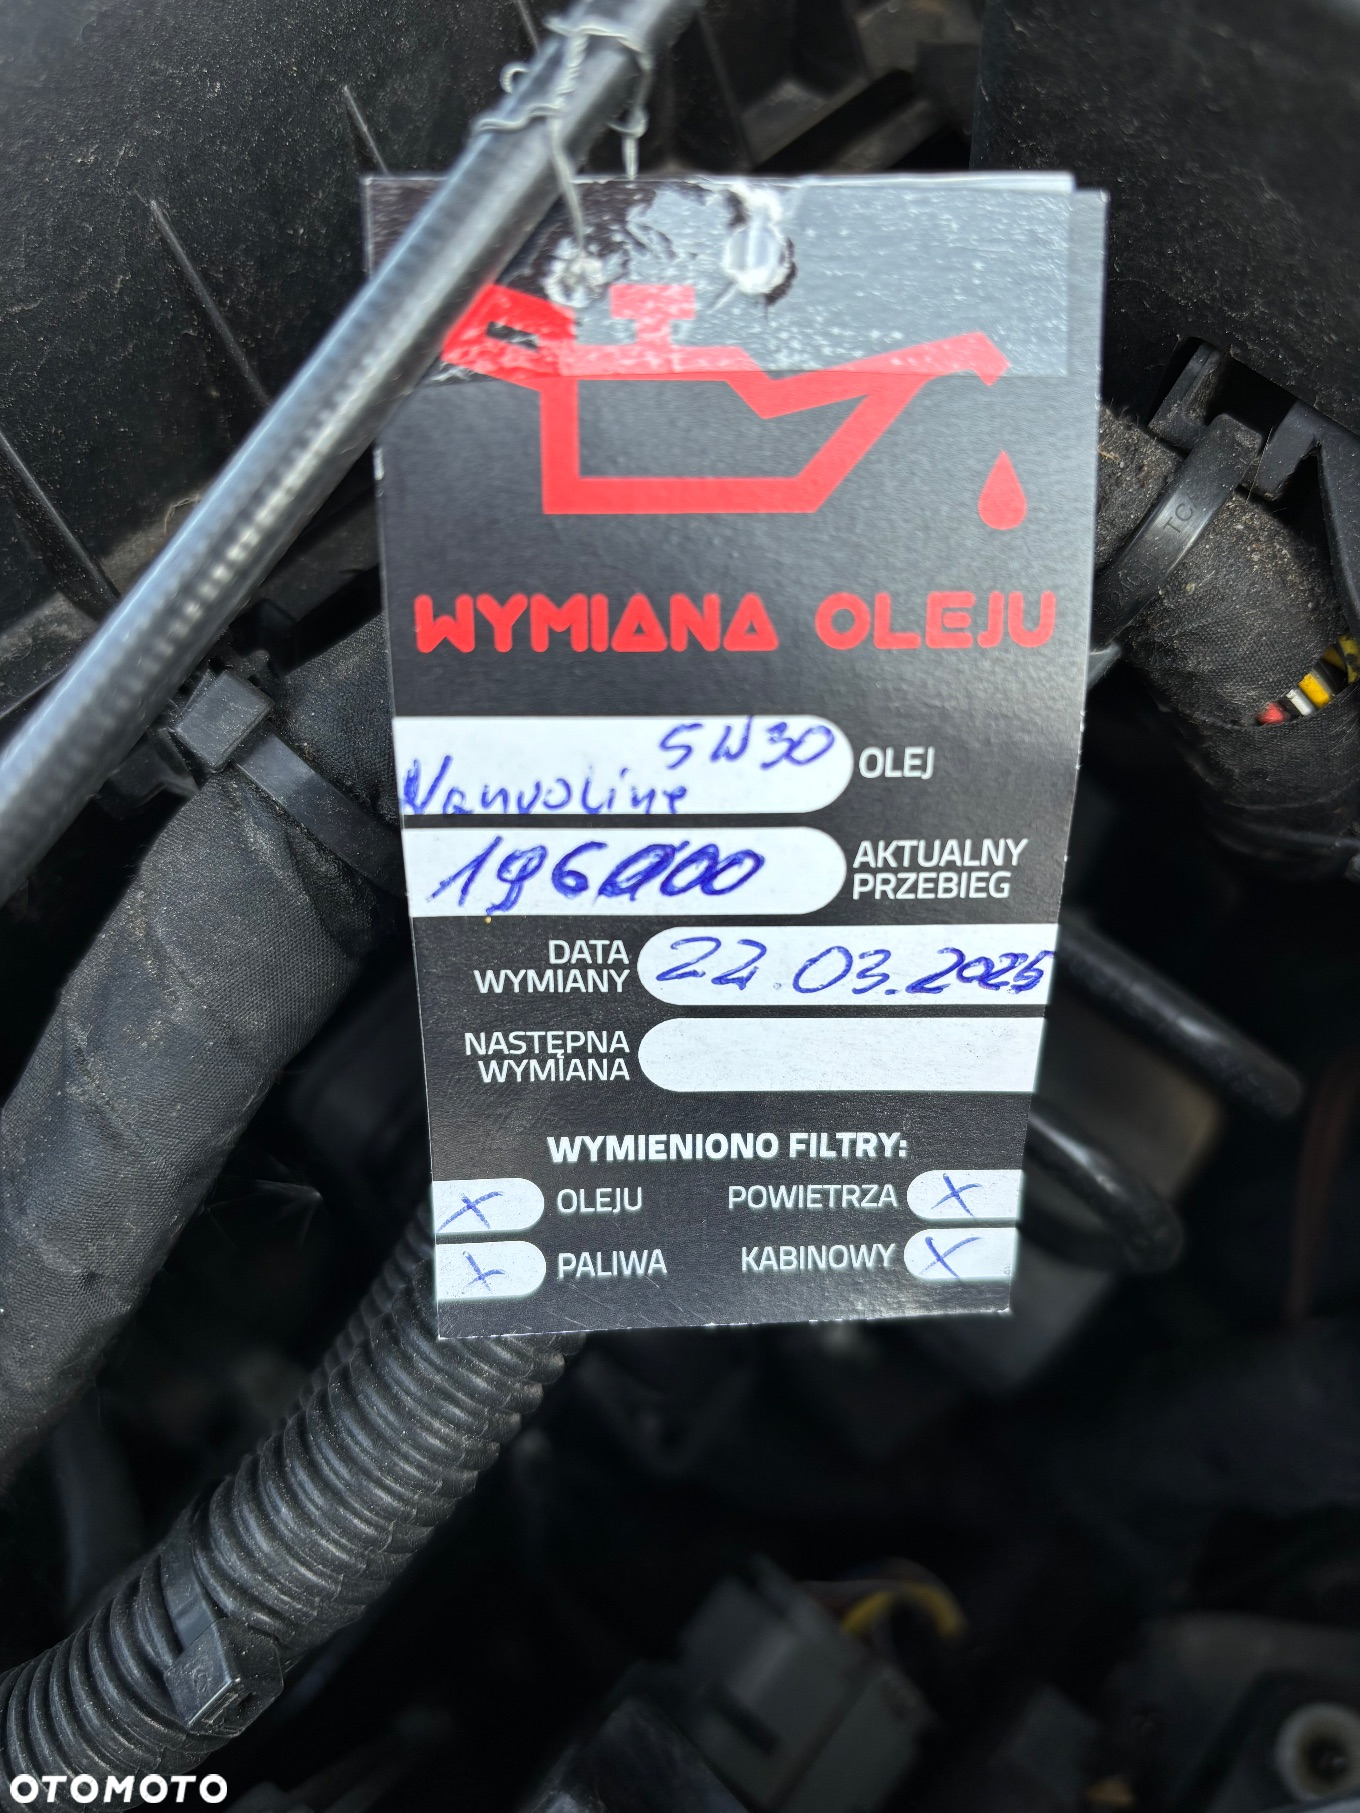 WYMIANA OLEJU
5W30
Vanvoline
OLEJ
196000
AKTUALNY
PRZEBIEG
DATA
WYMIANY
22.03.2025
NASTĘPNA
WYMIANA
WYMIENIONO FILTRY:
X OLEJU POWIETRZA X
X PALIWA KABINOWY X
TC
OTOMOTO